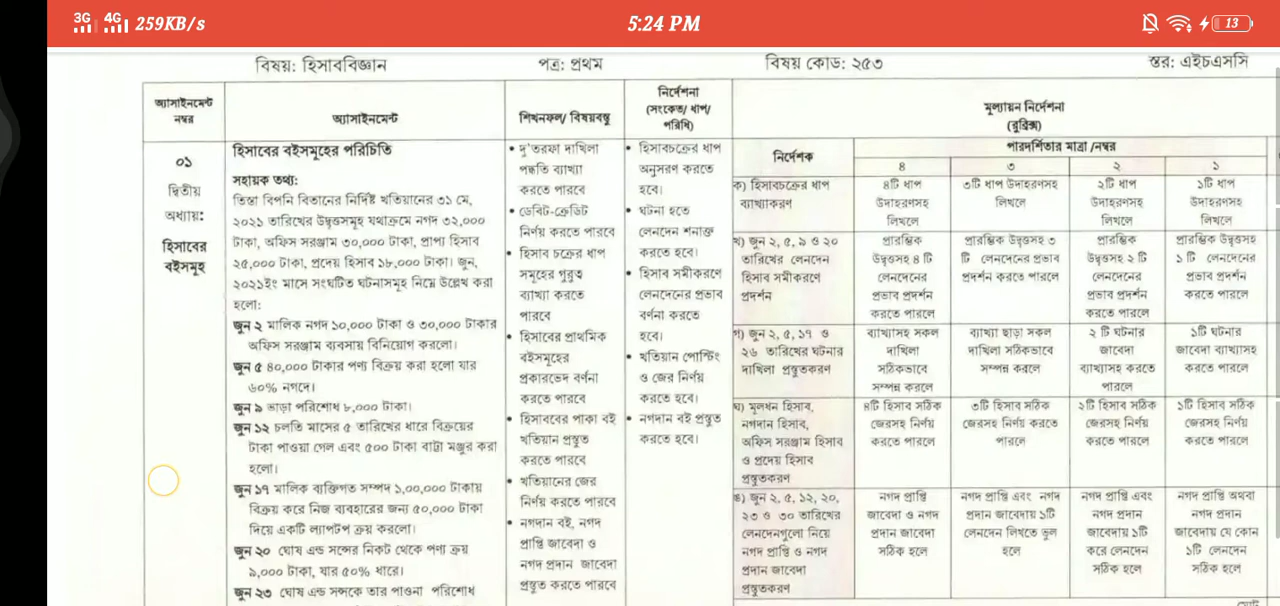 3G 4G 259KB/s 5:24 PM 13
বিষয়: হিসাববিজ্ঞান পত্র: প্রথম বিষয় কোড: ২৫৩ স্তর: এইচএসসি
অ্যাসাইনমেন্ট
নম্বর
অ্যাসাইনমেন্ট
শিখনফল/ বিষয়বস্তু
নির্দেশনা
(সংকেত/ ধাপ/
পরিধি)
মূল্যায়ন নির্দেশনা
(রুব্রিক্স)
নির্দেশক
পারদর্শিতার মাত্রা /নম্বর
৪ ৩ ২ ১
০১
দ্বিতীয়
অধ্যায়:
হিসাবের
বইসমূহ
হিসাবের বইসমূহের পরিচিতি
সহায়ক তথ্য:
তিস্তা বিপনি বিতানের নির্দিষ্ট খতিয়ানের ৩১ মে,
২০২১ তারিখের উদ্বৃত্তসমূহ যথাক্রমে নগদ ৩২,০০০
টাকা, অফিস সরঞ্জাম ৩০,০০০ টাকা, প্রাপ্য হিসাব
২৫,০০০ টাকা, প্রদেয় হিসাব ১৮,০০০ টাকা। জুন,
২০২১ইং মাসে সংঘটিত ঘটনাসমূহ নিম্নে উল্লেখ করা
হলো:
জুন ২ মালিক নগদ ১০,০০০ টাকা ও ৩০,০০০ টাকার
অফিস সরঞ্জাম ব্যবসায় বিনিয়োগ করলো।
জুন ৫ ৪০,০০০ টাকার পণ্য বিক্রয় করা হলো যার
৬০% নগদে।
জুন ৯ ভাড়া পরিশোধ ৮,০০০ টাকা।
জুন ১২ চলতি মাসের ৫ তারিখের ধারে বিক্রয়ের
টাকা পাওয়া গেল এবং ৫০০ টাকা বাট্টা মঞ্জুর করা
হলো।
জুন ১৭ মালিক ব্যক্তিগত সম্পদ ১,০০,০০০ টাকায়
বিক্রয় করে নিজ ব্যবহারের জন্য ৫০,০০০ টাকা
দিয়ে একটি ল্যাপটপ ক্রয় করলো।
জুন ২০ ঘোষ এন্ড সন্সের নিকট থেকে পণ্য ক্রয়
৯,০০০ টাকা, যার ৫০% ধারে।
জুন ২৩ ঘোষ এন্ড সন্সকে তার পাওনা পরিশোধ
• দু'তরফা দাখিলা
পদ্ধতি ব্যাখ্যা
করতে পারবে
• ডেবিট-ক্রেডিট
নির্ণয় করতে পারবে
• হিসাব চক্রের ধাপ
সমূহের গুরুত্ব
ব্যাখ্যা করতে
পারবে
• হিসাবের প্রাথমিক
বইসমূহের
প্রকারভেদ বর্ণনা
করতে পারবে
• হিসাববের পাকা বই
খতিয়ান প্রস্তুত
করতে পারবে
• খতিয়ানের জের
নির্ণয় করতে পারবে
• নগদান বই, নগদ
প্রাপ্তি জাবেদা ও
নগদ প্রদান জাবেদা
প্রস্তুত করতে পারবে
• হিসাবচক্রের ধাপ
অনুসরণ করতে
হবে।
• ঘটনা হতে
লেনদেন শনাক্ত
করতে হবে।
• হিসাব সমীকরণে
লেনদেনের প্রভাব
বর্ণনা করতে
হবে।
• খতিয়ান পোস্টিং
ও জের নির্ণয়
করতে হবে।
• নগদান বই প্রস্তুত
করতে হবে।
ক) হিসাবচক্রের ধাপ
ব্যাখ্যাকরণ
৪টি ধাপ
উদাহরণসহ
লিখলে
৩টি ধাপ উদাহরণসহ
লিখলে
২টি ধাপ
উদাহরণসহ
লিখলে
১টি ধাপ
উদাহরণসহ
লিখলে
খ) জুন ২, ৫, ৯ ও ২০
তারিখের লেনদেন
হিসাব সমীকরণে
প্রদর্শন
প্রারম্ভিক
উদ্বৃত্তসহ ৪ টি
লেনদেনের
প্রভাব প্রদর্শন
করতে পারলে
প্রারম্ভিক উদ্বৃত্তসহ ৩
টি লেনদেনের প্রভাব
প্রদর্শন করতে পারলে
প্রারম্ভিক
উদ্বৃত্তসহ ২ টি
লেনদেনের
প্রভাব প্রদর্শন
করতে পারলে
প্রারম্ভিক উদ্বৃত্তসহ
১ টি লেনদেনের
প্রভাব প্রদর্শন
করতে পারলে
গ) জুন ২, ৫, ১৭ ও
২৬ তারিখের ঘটনার
দাখিলা প্রস্তুতকরণ
ব্যাখ্যাসহ সকল
দাখিলা
সঠিকভাবে
সম্পন্ন করলে
ব্যাখ্যা ছাড়া সকল
দাখিলা সঠিকভাবে
সম্পন্ন করলে
২ টি ঘটনার
জাবেদা
ব্যাখ্যাসহ করতে
পারলে
১টি ঘটনার
জাবেদা ব্যাখ্যাসহ
করতে পারলে
ঘ) মূলধন হিসাব,
নগদান হিসাব,
অফিস সরঞ্জাম হিসাব
ও প্রদেয় হিসাব
প্রস্তুতকরণ
৪টি হিসাব সঠিক
জেরসহ নির্ণয়
করতে পারলে
৩টি হিসাব সঠিক
জেরসহ নির্ণয় করতে
পারলে
২টি হিসাব সঠিক
জেরসহ নির্ণয়
করতে পারলে
১টি হিসাব সঠিক
জেরসহ নির্ণয়
করতে পারলে
ঙ) জুন ২, ৫, ১২, ২০,
২৩ ও ৩০ তারিখের
লেনদেনগুলো নিয়ে
নগদ প্রাপ্তি ও নগদ
প্রদান জাবেদা
প্রস্তুতকরণ
নগদ প্রাপ্তি
জাবেদা ও নগদ
প্রদান জাবেদা
সঠিক হলে
নগদ প্রাপ্তি এবং নগদ
প্রদান জাবেদায় ১টি
লেনদেন লিখতে ভুল
হলে
নগদ প্রাপ্তি এবং
নগদ প্রদান
জাবেদায় ১টি
করে লেনদেন
সঠিক হলে
নগদ প্রাপ্তি অথবা
নগদ প্রদান
জাবেদায় যে কোন
১টি লেনদেন
সঠিক হলে